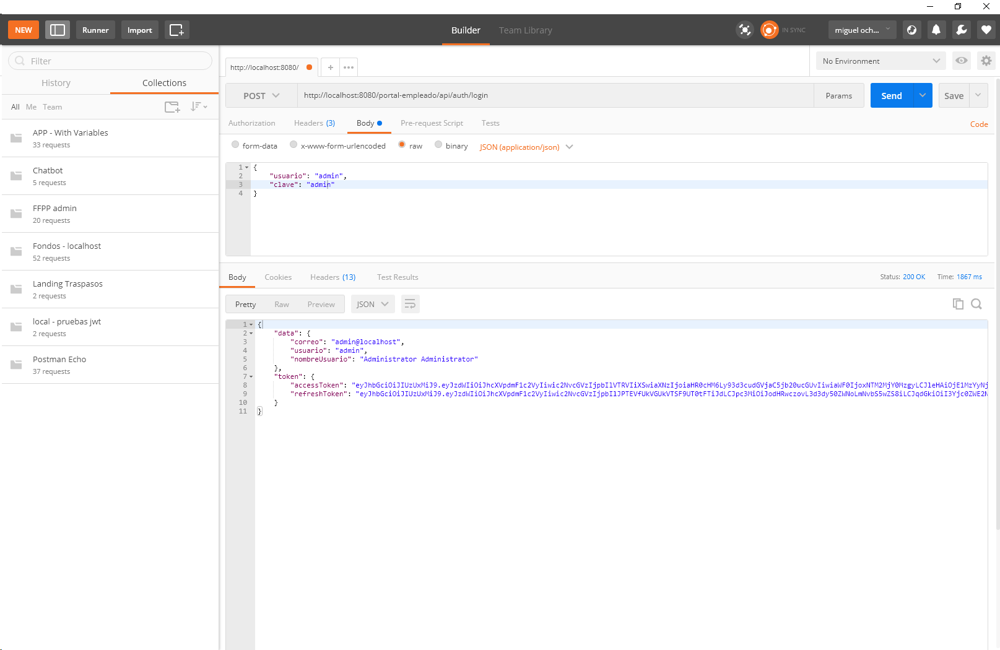 NEW
Runner
Import
Builder
Team Library
IN SYNC
miguel och...
Filter
History
Collections
All Me Team
APP - With Variables
33 requests
Chatbot
5 requests
FFPP admin
20 requests
Fondos - localhost
52 requests
Landing Traspasos
2 requests
local - pruebas jwt
2 requests
Postman Echo
37 requests
http://localhost:8080/
+
•••
No Environment
POST
http://localhost:8080/portal-empleado/api/auth/login
Params
Send
Save
Authorization
Headers (3)
Body
Pre-request Script
Tests
Code
form-data
x-www-form-urlencoded
raw
binary
JSON (application/json)
1 {
2 "usuario": "admin",
3 "clave": "admin"
4 }
Body
Cookies
Headers (13)
Test Results
Status: 200 OK
Time: 1867 ms
Pretty
Raw
Preview
JSON
1 {
2 "data": {
3 "correo": "admin@localhost",
4 "usuario": "admin",
5 "nombreUsuario": "Administrator Administrator"
6 },
7 "token": {
8 "accessToken":
9 "refreshToken":
10 }
11 }